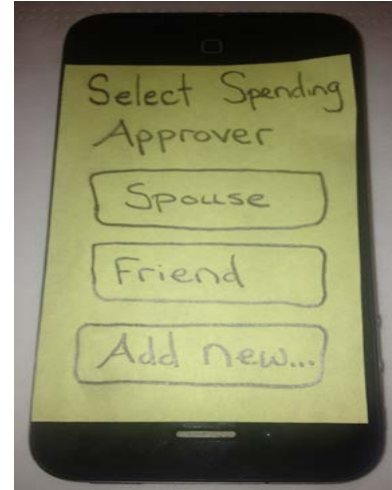 Select Spending
Approver
Spouse
Friend
Add new...